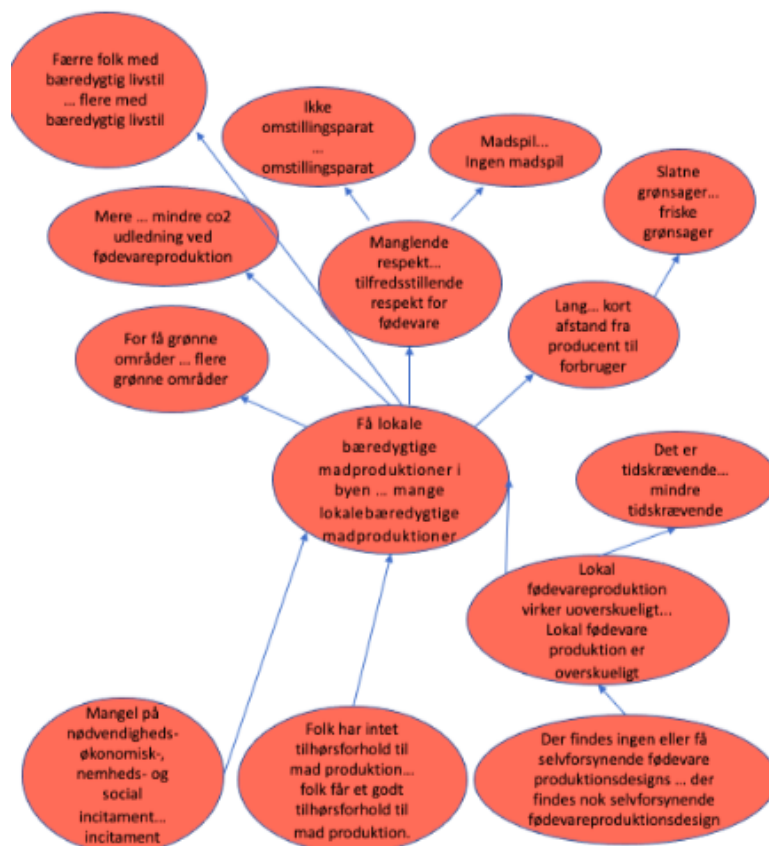 Færre folk med
bæredygtig livstil
... flere med
bæredygtig livstil
Ikke
omstillingsparat
...
omstillingsparat
Madspil...
Ingen madspil
Slatne
grønsager...
friske
grønsager
Mere ... mindre co2
udledning ved
fødevareproduktion
Manglende
respekt...
tilfredsstillende
respekt for
fødevare
Lang... kort
afstand fra
producent til
forbruger
For få grønne
områder ... flere
grønne områder
Få lokale
bæredygtige
madproduktioner i
byen ... mange
lokalebæredygtige
madproduktioner
Det er
tidskrævende...
mindre
tidskrævende
Lokal
fødevareproduktion
virker uoverskueligt...
Lokal fødevare
produktion er
overskueligt
Mangel på
nødvendigheds-
økonomisk-,
nemheds- og
social
incitament...
incitament
Folk har intet
tilhørsforhold til
mad produktion...
folk får et godt
tilhørsforhold til
mad produktion.
Der findes ingen eller få
selvforsynende fødevare
produktionsdesigns ... der
findes nok selvforsynende
fødevareproduktionsdesign